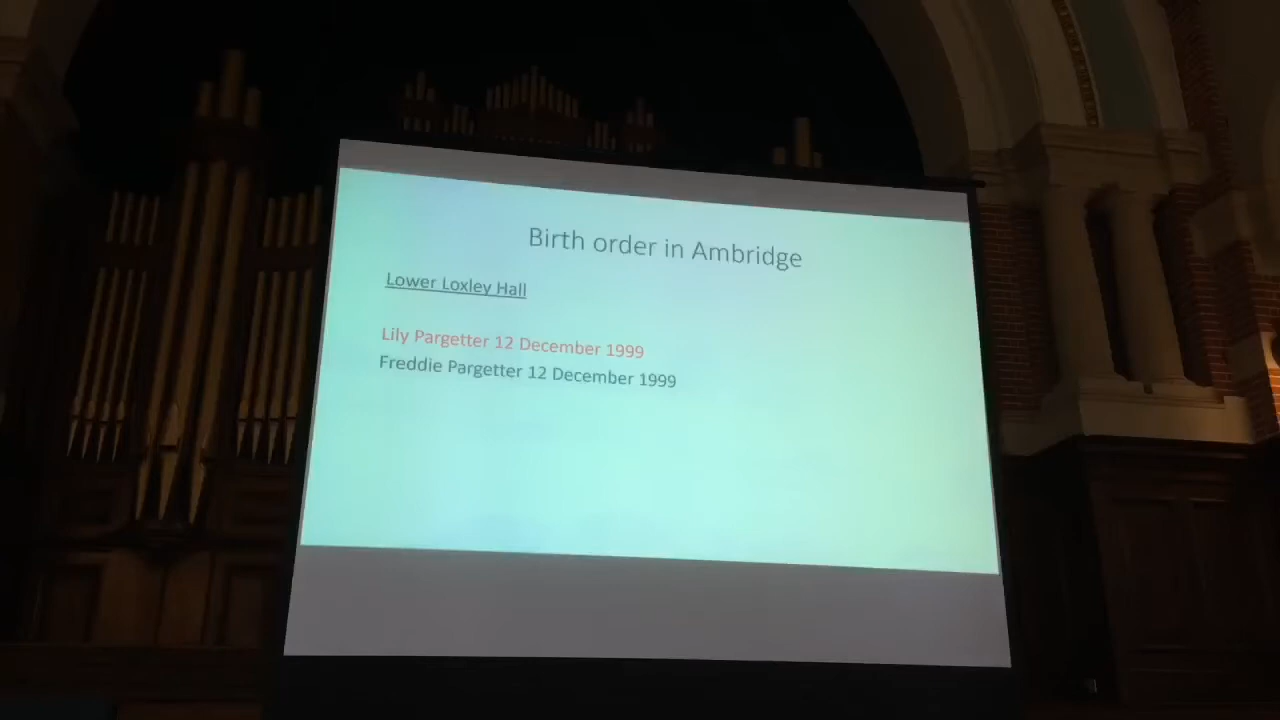 Birth order in Ambridge
Lower Loxley Hall
Lily Pargetter 12 December 1999
Freddie Pargetter 12 December 1999